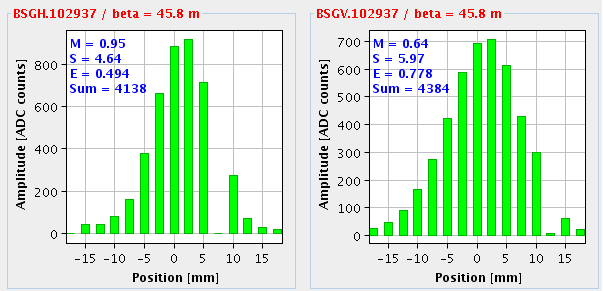 BSGH.102937 / beta = 45.8 m
M = 0.95
S = 4.64
E = 0.494
Sum = 4138
Amplitude [ADC counts]
800
600
400
200
0
-15 -10 -5 0 5 10 15
Position [mm]
BSGV.102937 / beta = 45.8 m
M = 0.64
S = 5.97
E = 0.778
Sum = 4384
Amplitude [ADC counts]
700
600
500
400
300
200
100
0
-15 -10 -5 0 5 10 15
Position [mm]